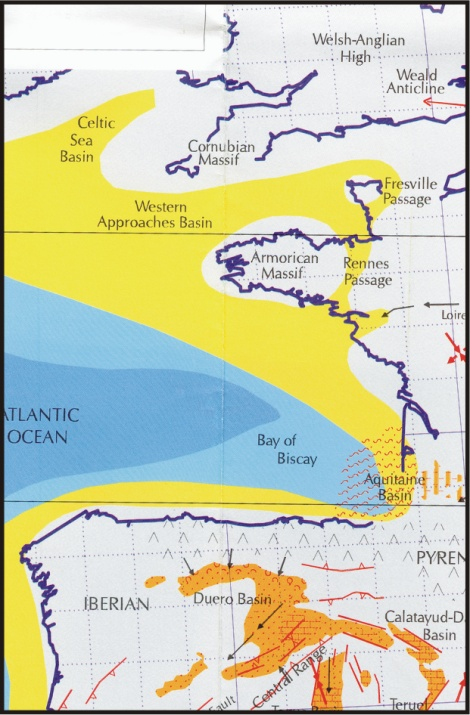 Welsh-Anglian
High
Weald
Anticline
Celtic
Sea
Basin
Cornubian
Massif
Fresville
Passage
Western
Approaches Basin
Armorican
Massif
Rennes
Passage
Loire
ATLANTIC
OCEAN
Bay of
Biscay
Aquitaine
Basin
PYREN
IBERIAN
Duero Basin
Calatayud-D
Basin
Central Range
Fault
Teruel